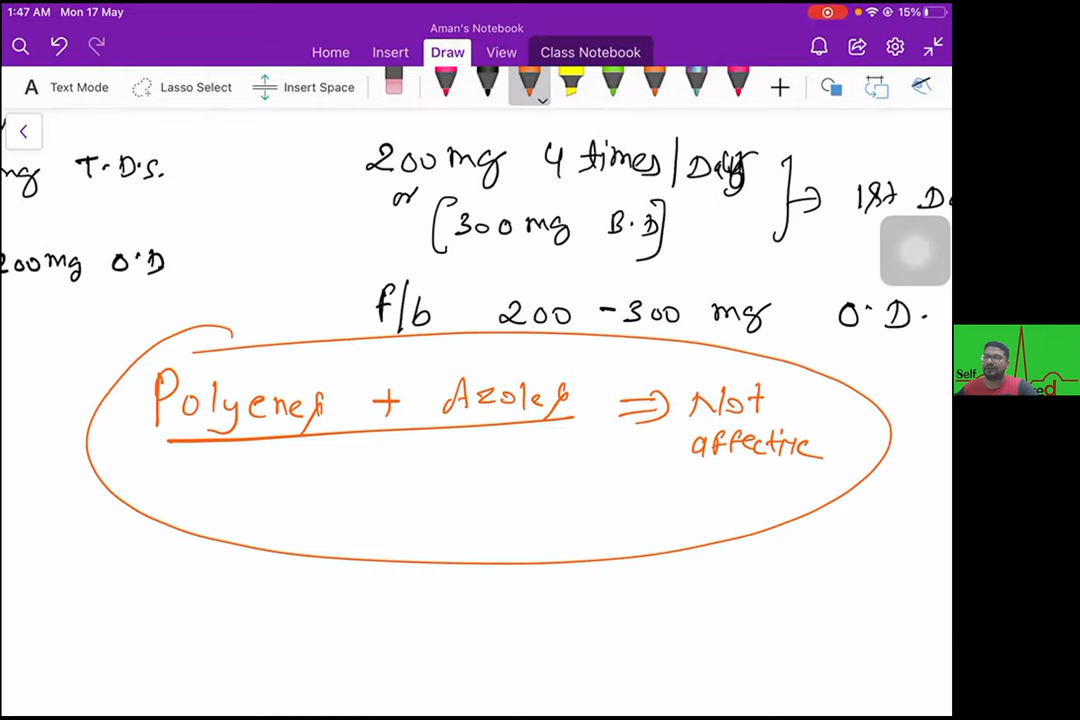 1:47 AM Mon 17 May
15%
Aman's Notebook
Home Insert Draw View Class Notebook
A Text Mode Lasso Select Insert Space
mg T.D.S.
200 mg 4 times/Day
or
[300 mg B.D]
1st
200mg O.D
f/b 200 - 300 mg O.D.
Polyenes + Azoles ⇒ Not
affective
Self